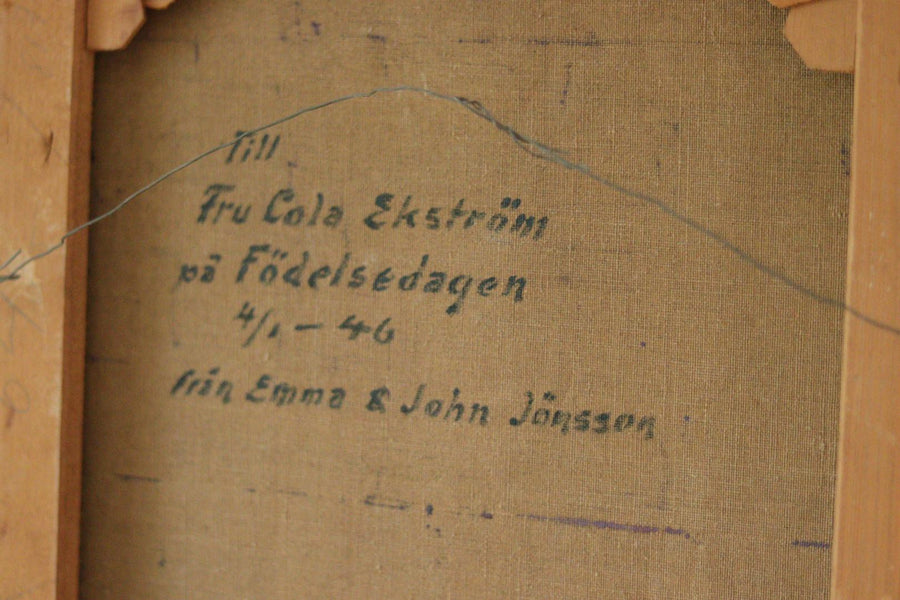 Till
Fru Cola Ekström
på Födelsedagen
4/1 - 46
från Emma & John Jönsson